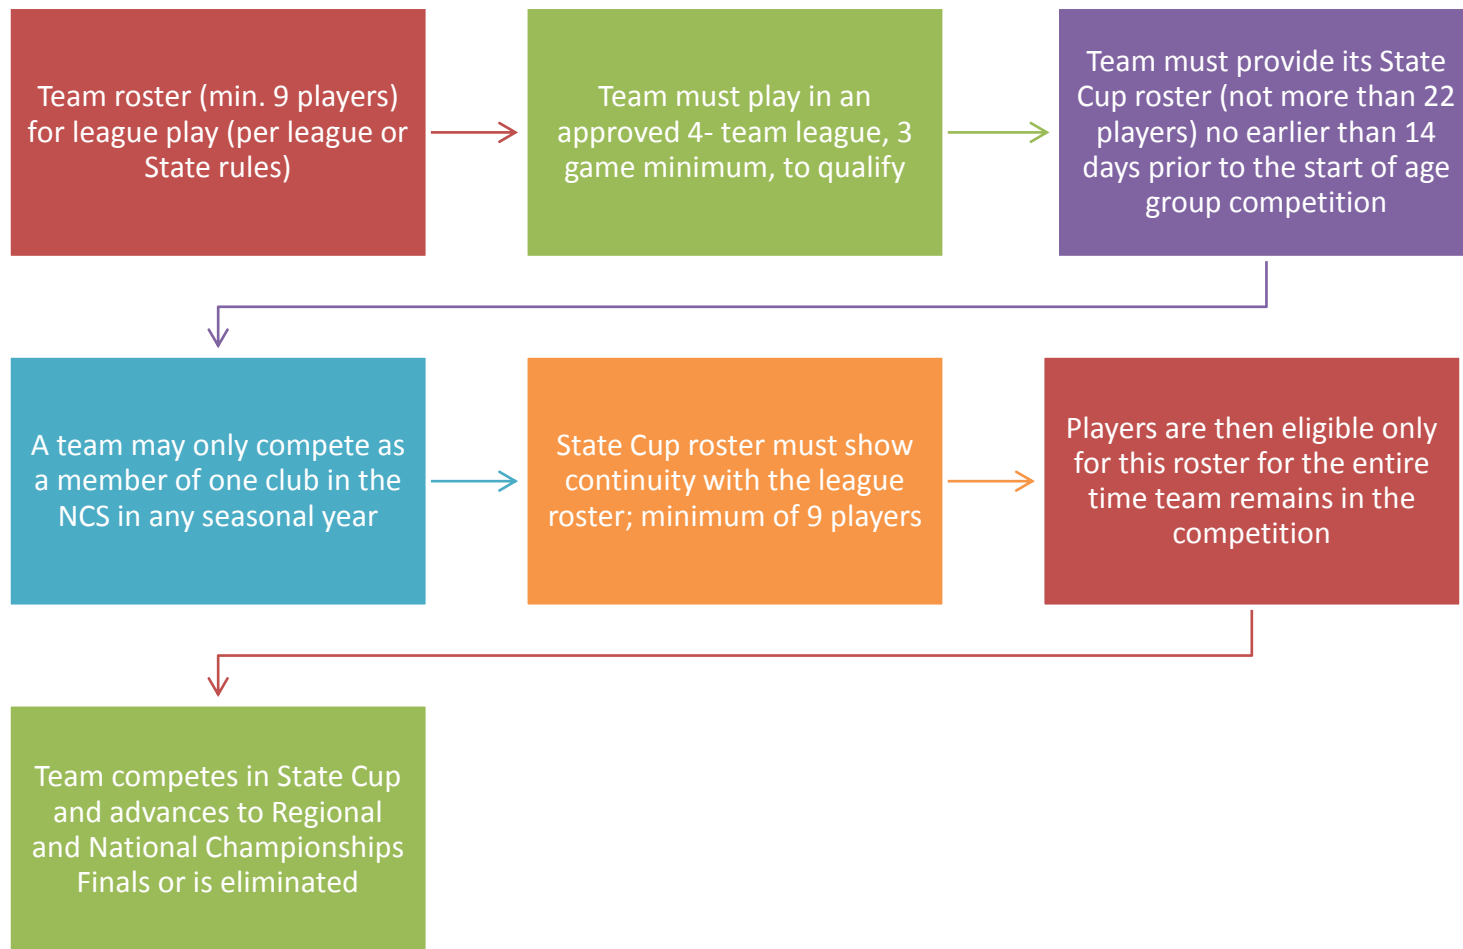 Team roster (min. 9 players)
for league play (per league or
State rules)
Team must play in an
approved 4- team league, 3
game minimum, to qualify
Team must provide its State
Cup roster (not more than 22
players) no earlier than 14
days prior to the start of age
group competition
A team may only compete as
a member of one club in the
NCS in any seasonal year
State Cup roster must show
continuity with the league
roster; minimum of 9 players
Players are then eligible only
for this roster for the entire
time team remains in the
competition
Team competes in State Cup
and advances to Regional
and National Championships
Finals or is eliminated